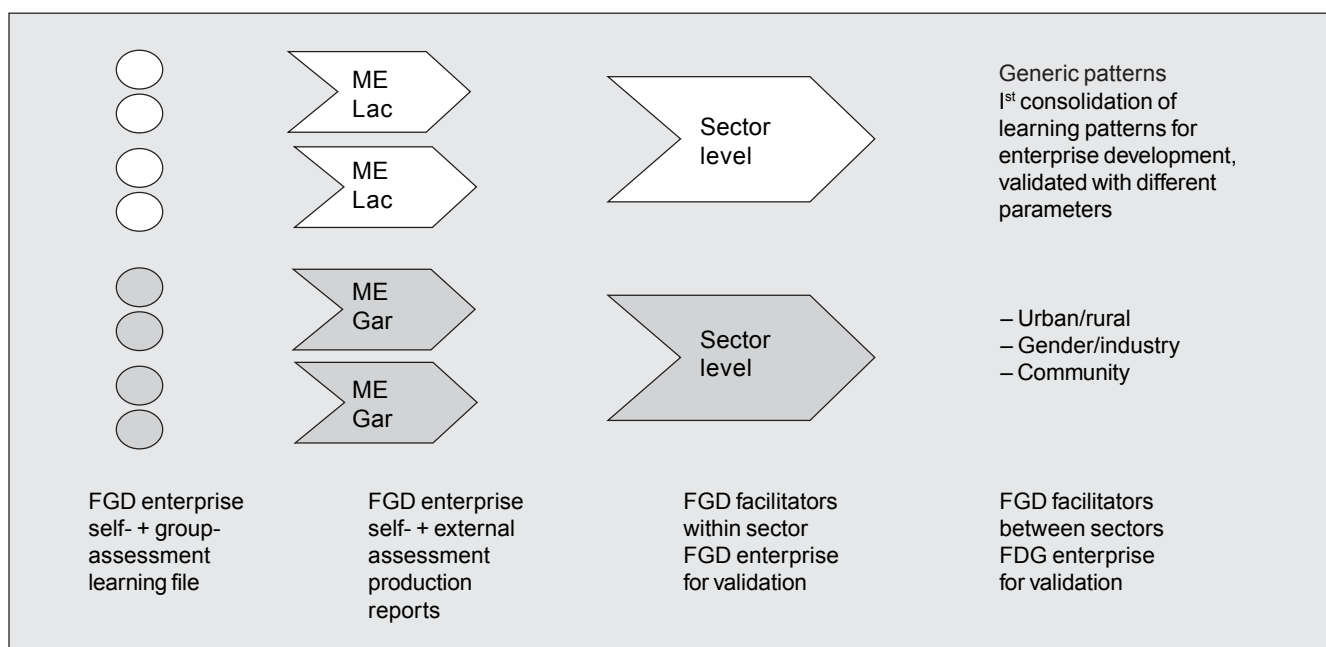 ME
Lac
ME
Lac
Sector
level
Generic patterns
Ist consolidation of
learning patterns for
enterprise development,
validated with different
parameters
ME
Gar
ME
Gar
Sector
level
– Urban/rural
– Gender/industry
– Community
FGD enterprise
self- + group-
assessment
learning file
FGD enterprise
self- + external
assessment
production
reports
FGD facilitators
within sector
FGD enterprise
for validation
FGD facilitators
between sectors
FDG enterprise
for validation